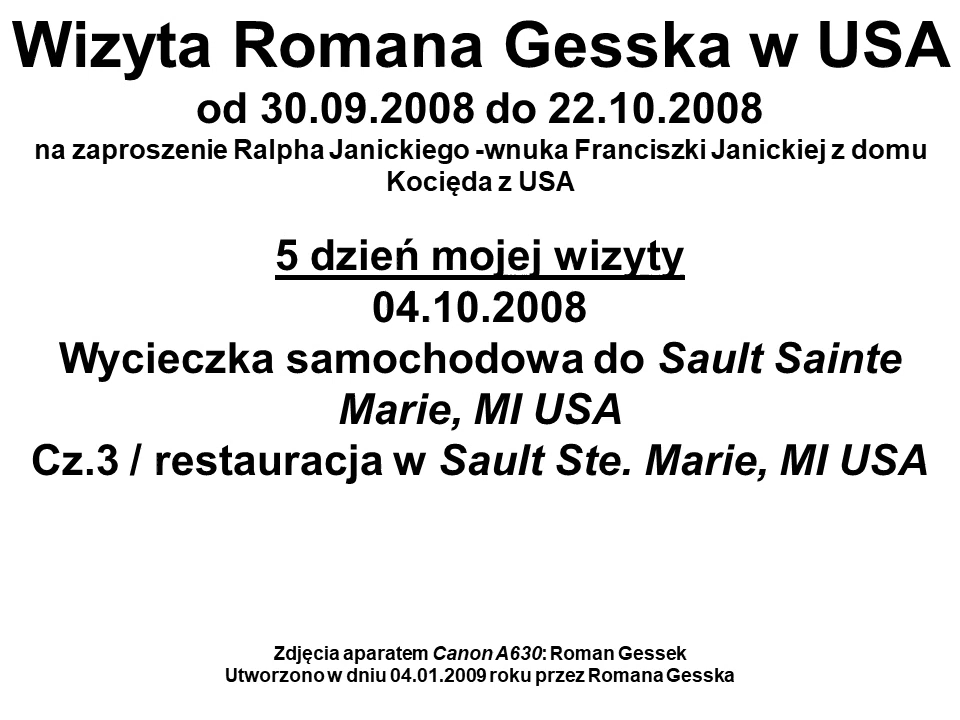 Wizyta Romana Gesska w USA
od 30.09.2008 do 22.10.2008
na zaproszenie Ralpha Janickiego -wnuka Franciszki Janickiej z domu
Kocięda z USA
5 dzień mojej wizyty
04.10.2008
Wycieczka samochodowa do Sault Sainte
Marie, MI USA
Cz.3 / restauracja w Sault Ste. Marie, MI USA
Zdjęcia aparatem Canon A630: Roman Gessek
Utworzono w dniu 04.01.2009 roku przez Romana Gesska